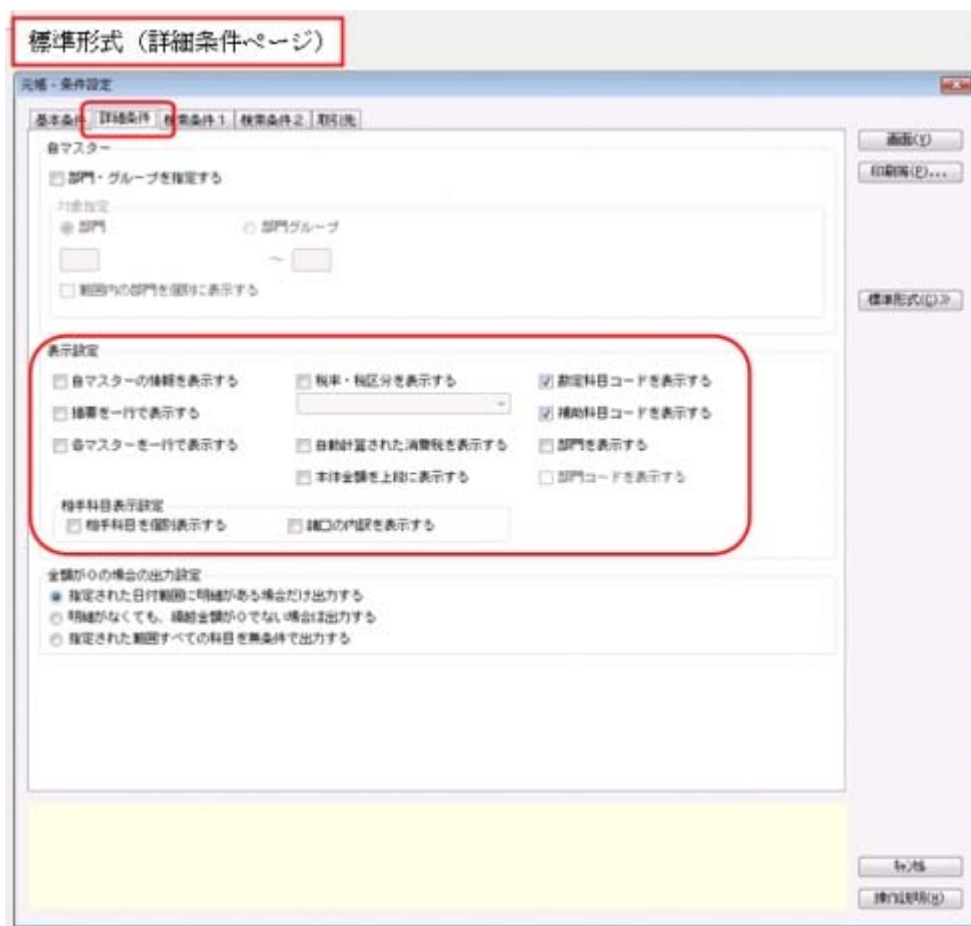 標準形式（詳細条件ページ）
元帳 - 条件設定
基本条件 詳細条件 検索条件1 検索条件2 取引先
自マスター
部門・グループを指定する
対象指定
部門 部門グループ
～
範囲内の部門を個別に表示する
画面(V)
印刷等(P)...
標準形式(C)≫
表示設定
自マスターの情報を表示する 税率・税区分を表示する 勘定科目コードを表示する
摘要を一行で表示する 補助科目コードを表示する
各マスターを一行で表示する 自動計算された消費税を表示する 部門を表示する
本体金額を上段に表示する 部門コードを表示する
相手科目表示設定
相手科目を個別表示する 諸口の内訳を表示する
金額が０の場合の出力設定
指定された日付範囲に明細がある場合だけ出力する
明細がなくても、繰越金額が０でない場合は出力する
指定された範囲すべての科目を無条件で出力する
ｷｬﾝｾﾙ
操作説明(H)